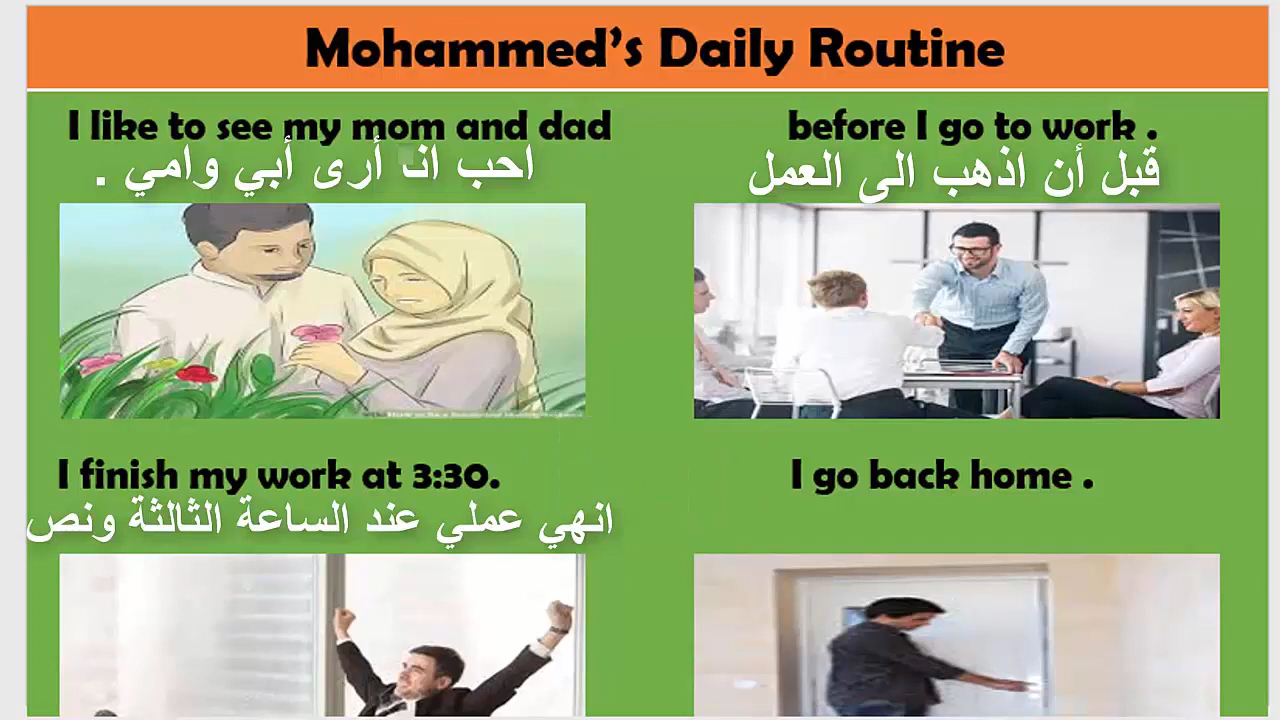 Mohammed's Daily Routine
I like to see my mom and dad
احب ان أرى أبي وامي .
before I go to work .
قبل أن اذهب الى العمل
I finish my work at 3:30.
انهي عملي عند الساعة الثالثة ونص
I go back home .